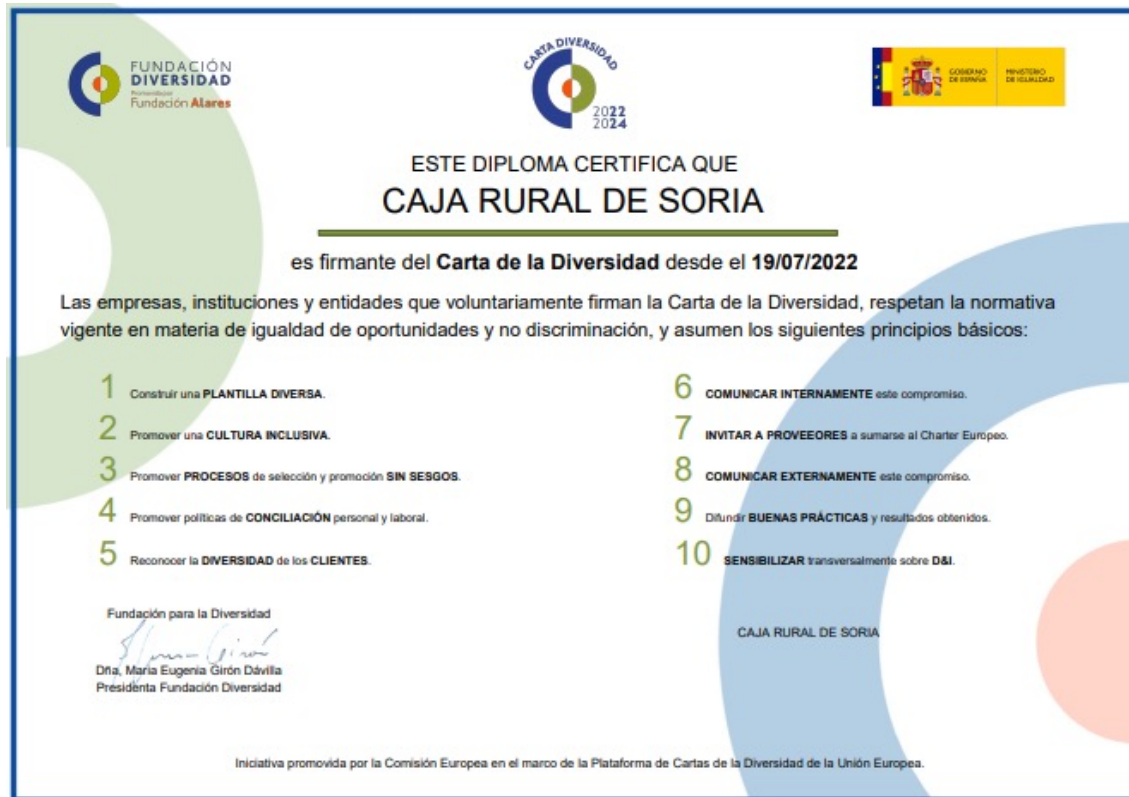 FUNDACIÓN
DIVERSIDAD
Promovida por
Fundación Alares
CARTA DIVERSIDAD
2022
2024
GOBIERNO
DE ESPAÑA
MINISTERIO
DE IGUALDAD
ESTE DIPLOMA CERTIFICA QUE
CAJA RURAL DE SORIA
es firmante del Carta de la Diversidad desde el 19/07/2022
Las empresas, instituciones y entidades que voluntariamente firman la Carta de la Diversidad, respetan la normativa
vigente en materia de igualdad de oportunidades y no discriminación, y asumen los siguientes principios básicos:
1 Construir una PLANTILLA DIVERSA.
2 Promover una CULTURA INCLUSIVA.
3 Promover PROCESOS de selección y promoción SIN SESGOS.
4 Promover políticas de CONCILIACIÓN personal y laboral.
5 Reconocer la DIVERSIDAD de los CLIENTES.
6 COMUNICAR INTERNAMENTE este compromiso.
7 INVITAR A PROVEEORES a sumarse al Charter Europeo.
8 COMUNICAR EXTERNAMENTE este compromiso.
9 Difundir BUENAS PRÁCTICAS y resultados obtenidos.
10 SENSIBILIZAR transversalmente sobre D&I.
Fundación para la Diversidad
Dña, Maria Eugenia Girón Dávilla
Presidenta Fundación Diversidad
CAJA RURAL DE SORIA
Iniciativa promovida por la Comisión Europea en el marco de la Plataforma de Cartas de la Diversidad de la Unión Europea.